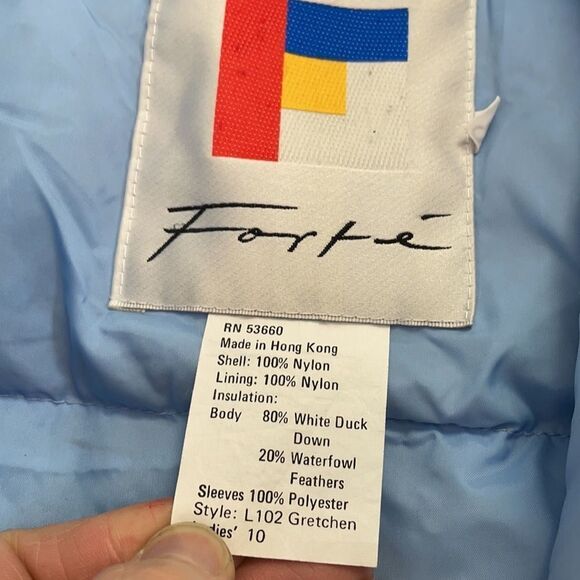 Forté
RN 53660
Made in Hong Kong
Shell: 100% Nylon
Lining: 100% Nylon
Insulation:
Body 80% White Duck
Down
20% Waterfowl
Feathers
Sleeves 100% Polyester
Style: L102 Gretchen
Ladies' 10